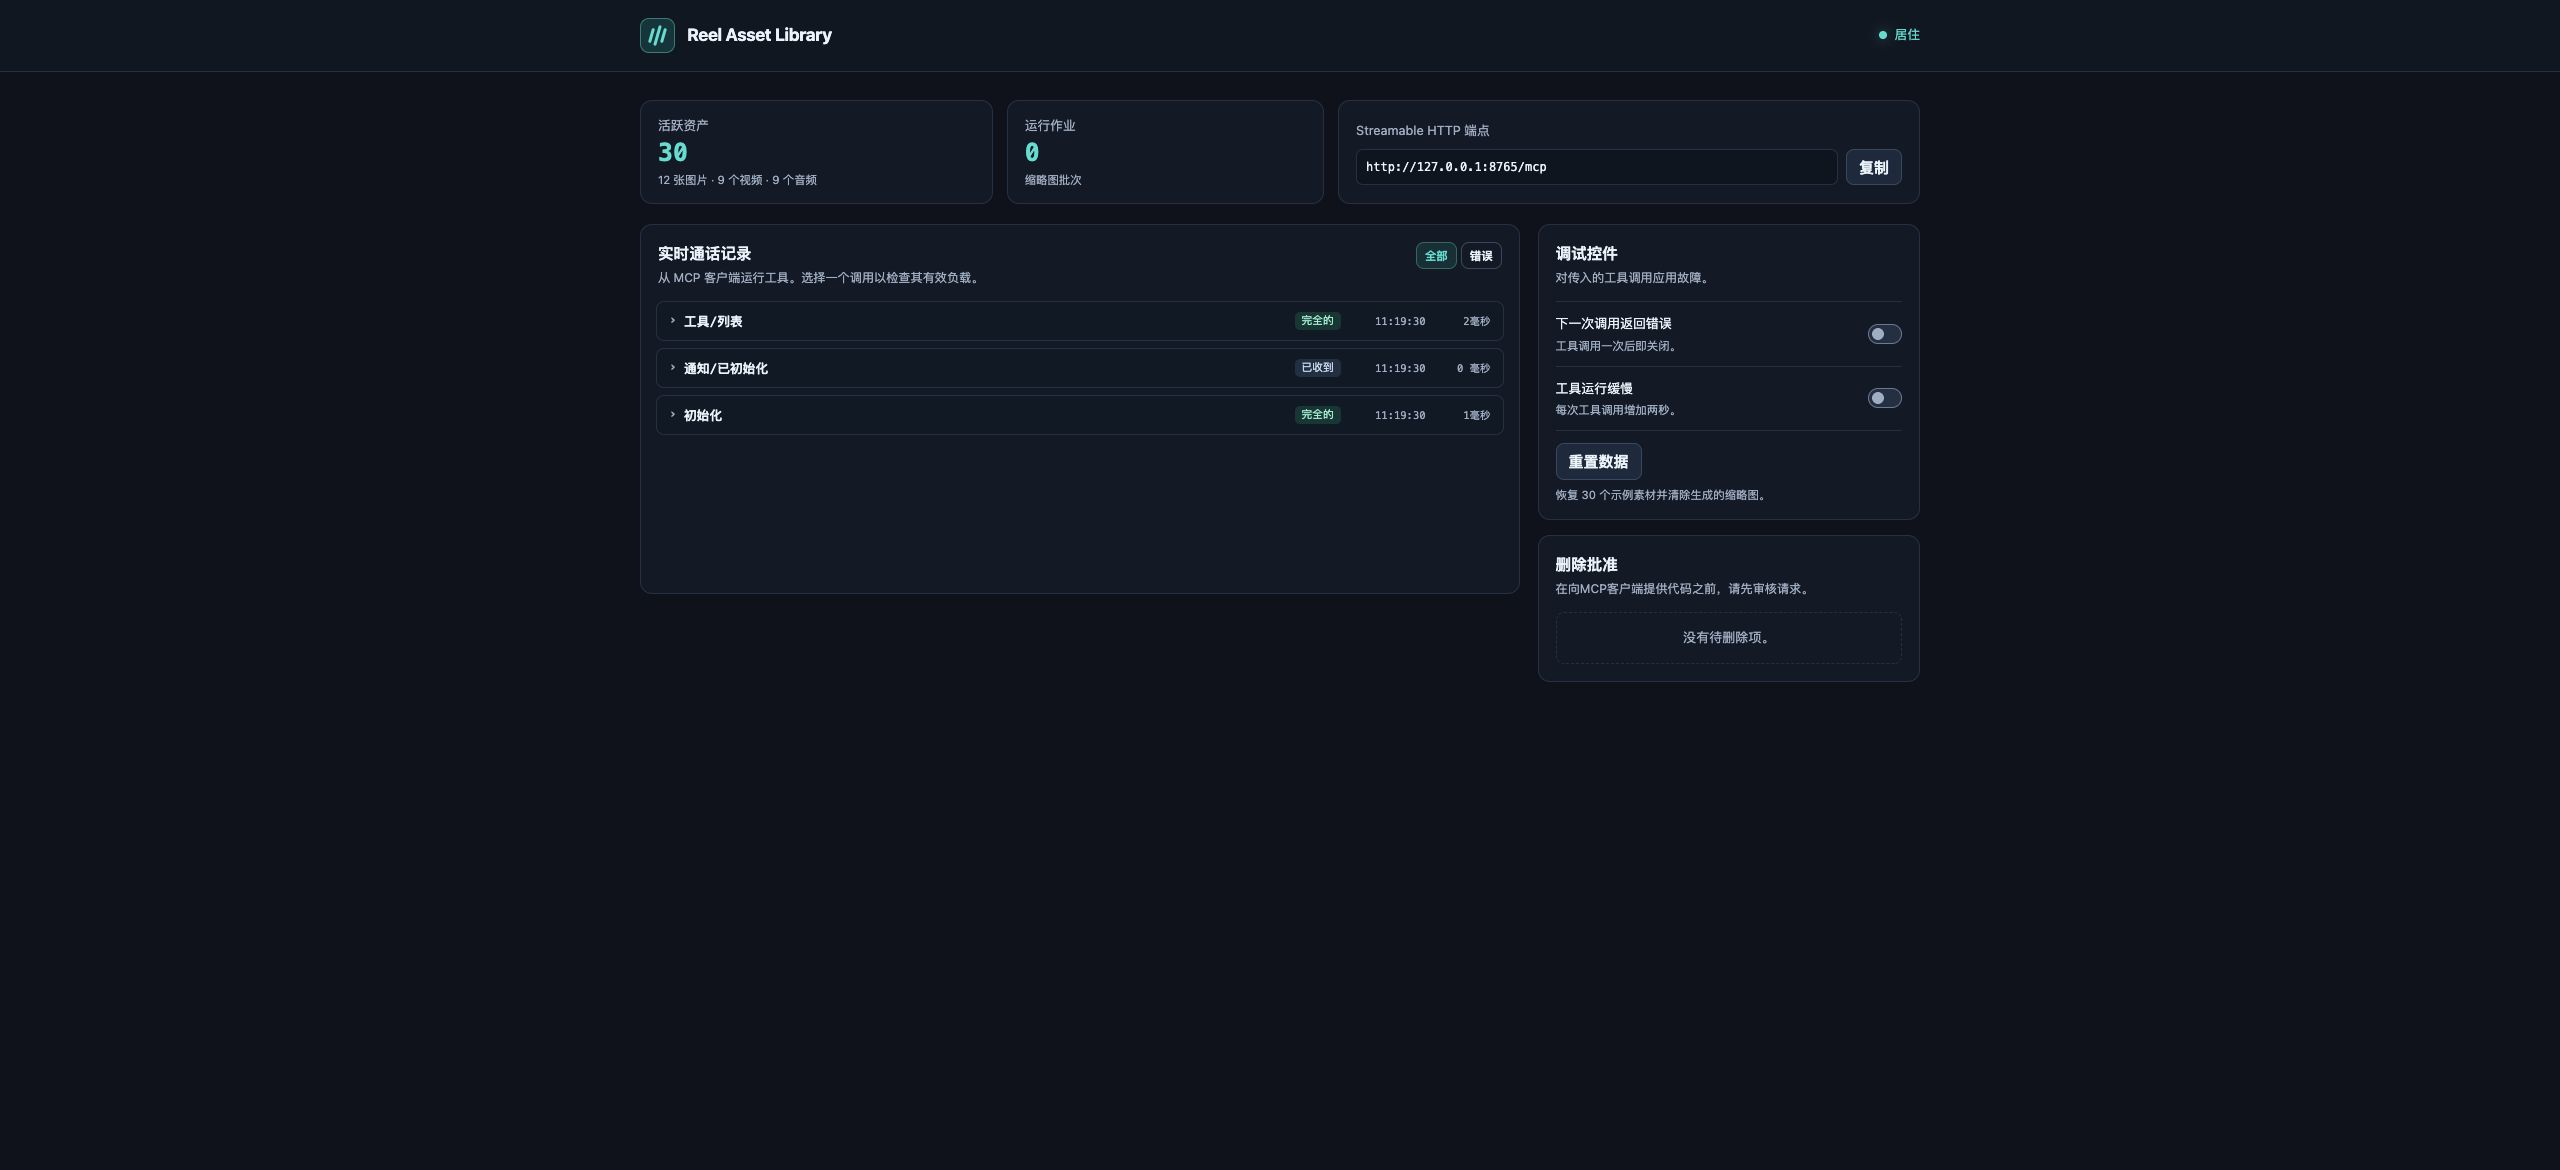 Reel Asset Library
居住
活跃资产
30
12 张图片 · 9 个视频 · 9 个音频
运行作业
0
缩略图批次
Streamable HTTP 端点
http://127.0.0.1:8765/mcp
复制
实时通话记录
从 MCP 客户端运行工具。选择一个调用以检查其有效负载。
全部
错误
工具/列表 完全的 11:19:30 2毫秒
通知/已初始化 已收到 11:19:30 0 毫秒
初始化 完全的 11:19:30 1毫秒
调试控件
对传入的工具调用应用故障。
下一次调用返回错误
工具调用一次后即关闭。
工具运行缓慢
每次工具调用增加两秒。
重置数据
恢复 30 个示例素材并清除生成的缩略图。
删除批准
在向MCP客户端提供代码之前，请先审核请求。
没有待删除项。